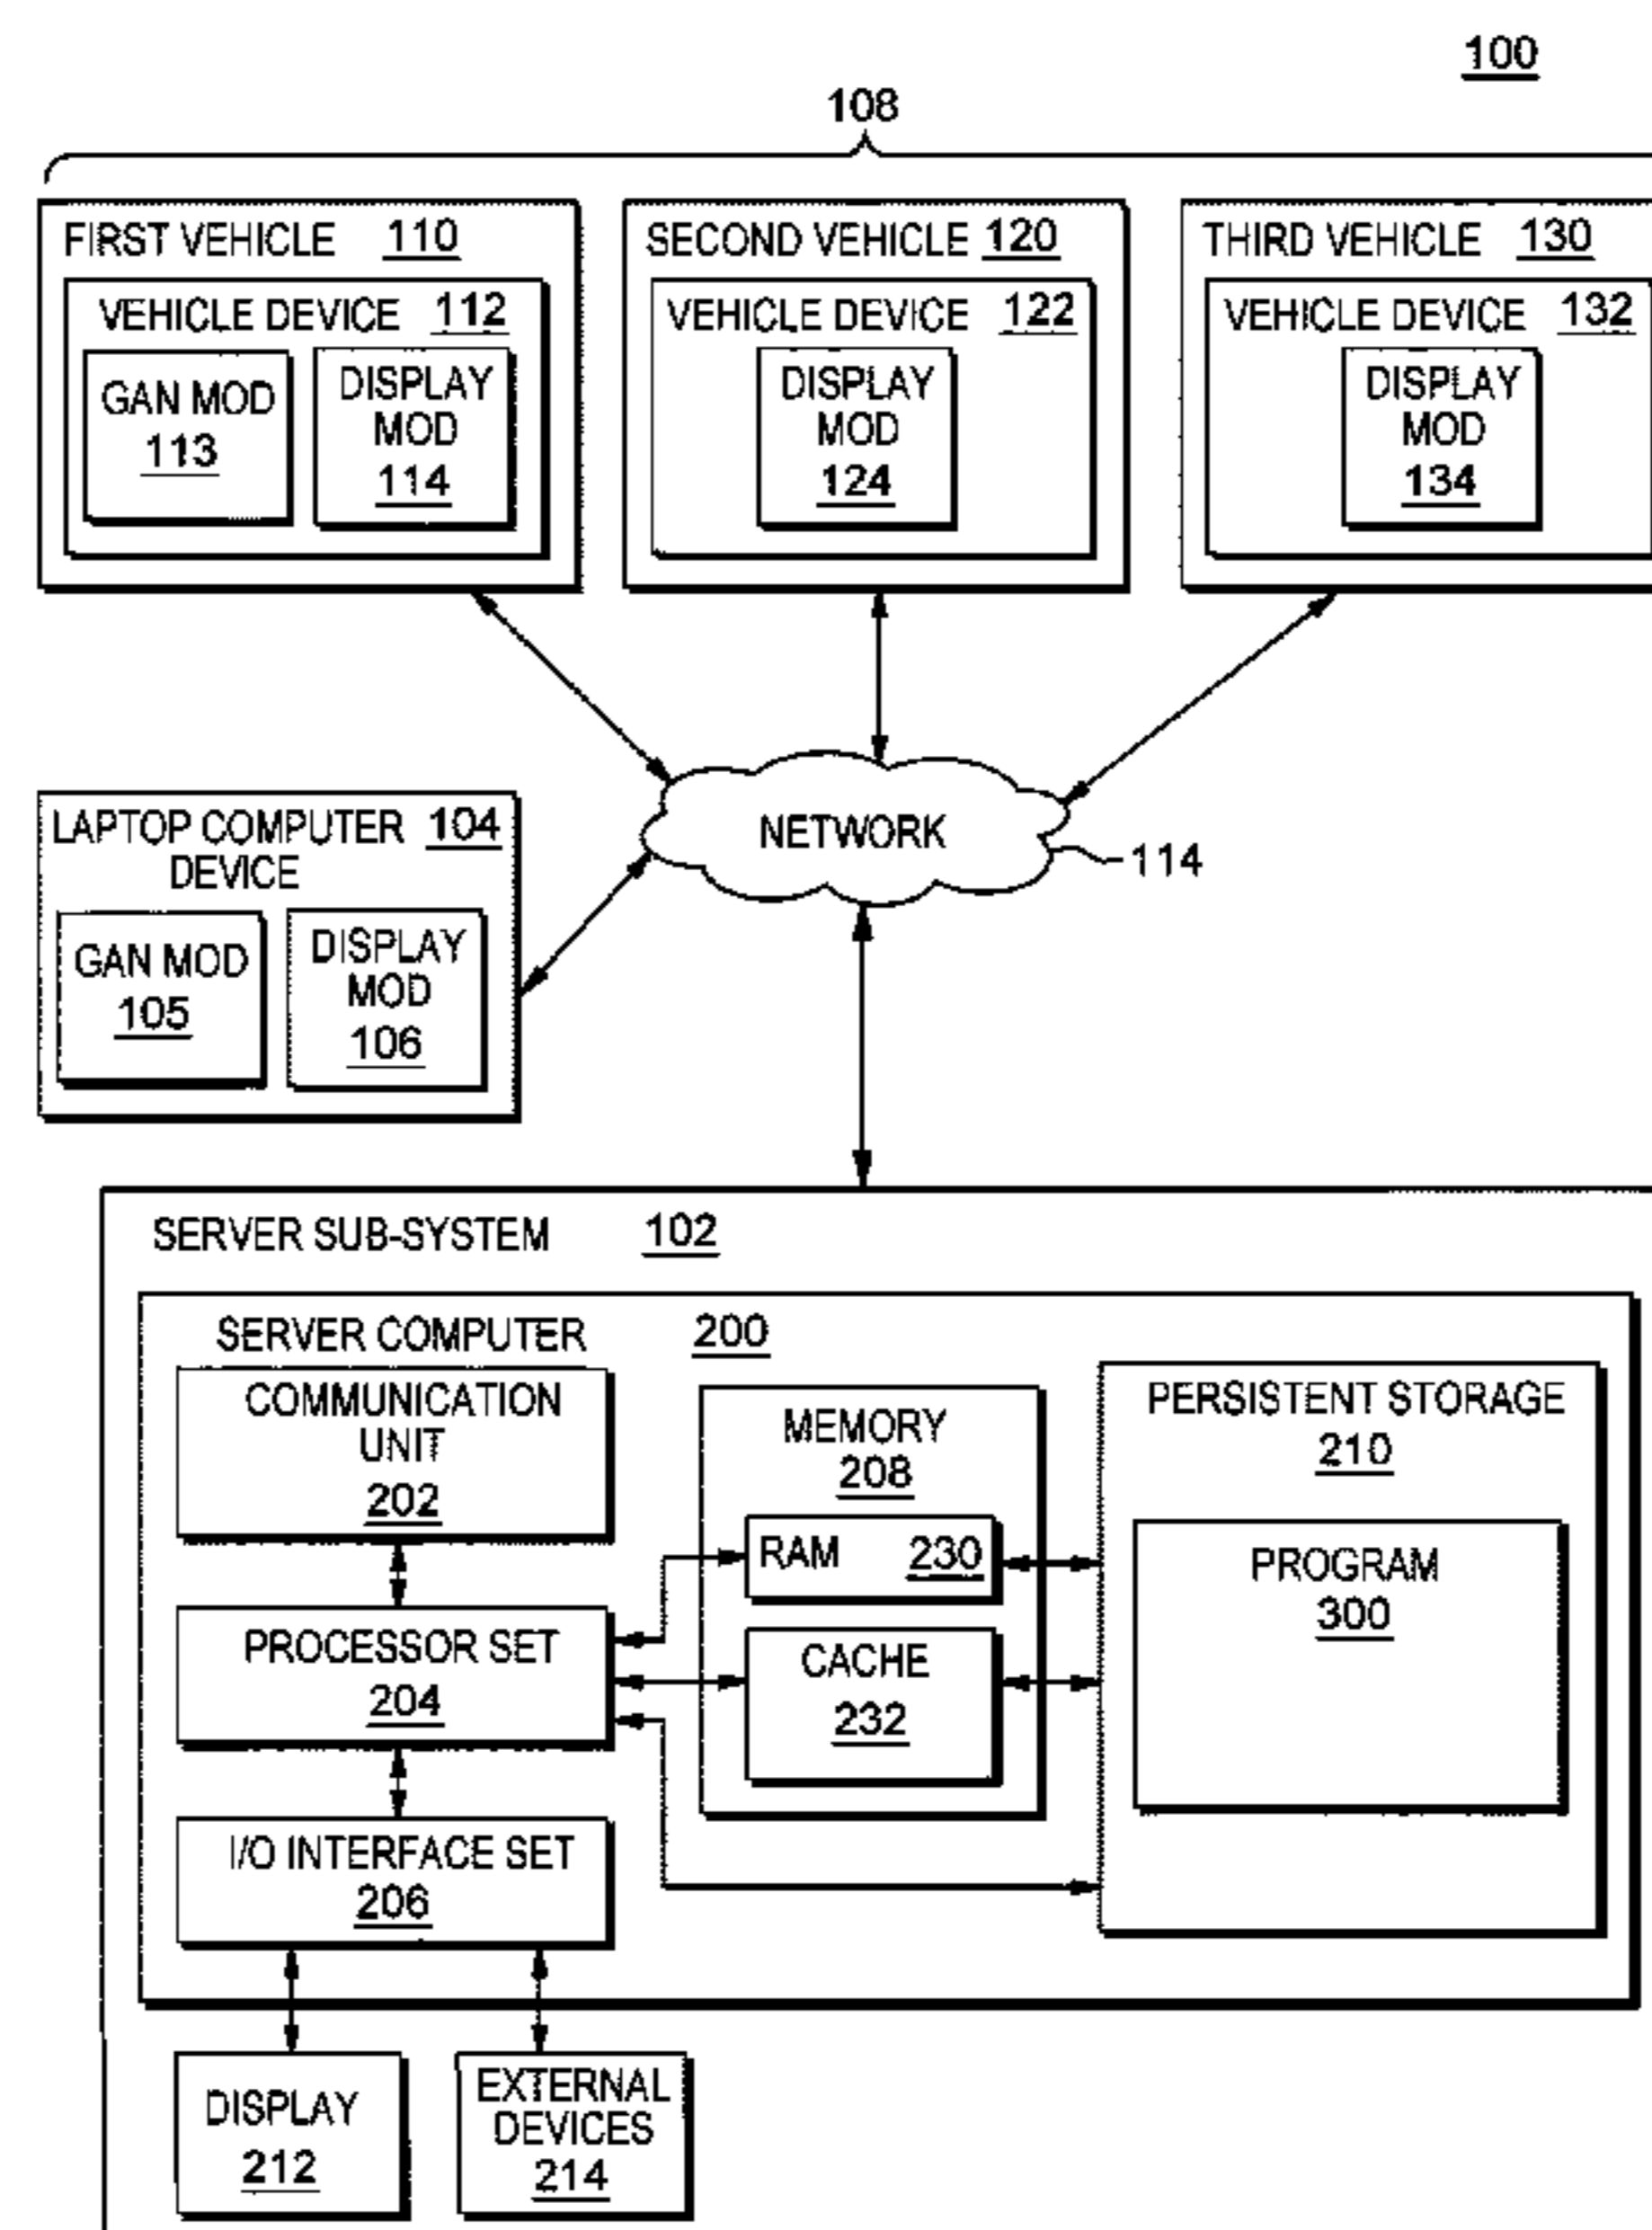 100
108
FIRST VEHICLE 110
VEHICLE DEVICE 112
GAN MOD
113
DISPLAY
MOD
114
SECOND VEHICLE 120
VEHICLE DEVICE 122
DISPLAY
MOD
124
THIRD VEHICLE 130
VEHICLE DEVICE 132
DISPLAY
MOD
134
NETWORK
114
LAPTOP COMPUTER 104
DEVICE
GAN MOD
105
DISPLAY
MOD
106
SERVER SUB-SYSTEM 102
SERVER COMPUTER 200
COMMUNICATION
UNIT
202
PROCESSOR SET
204
I/O INTERFACE SET
206
MEMORY
208
RAM 230
CACHE
232
PERSISTENT STORAGE
210
PROGRAM
300
DISPLAY
212
EXTERNAL
DEVICES
214